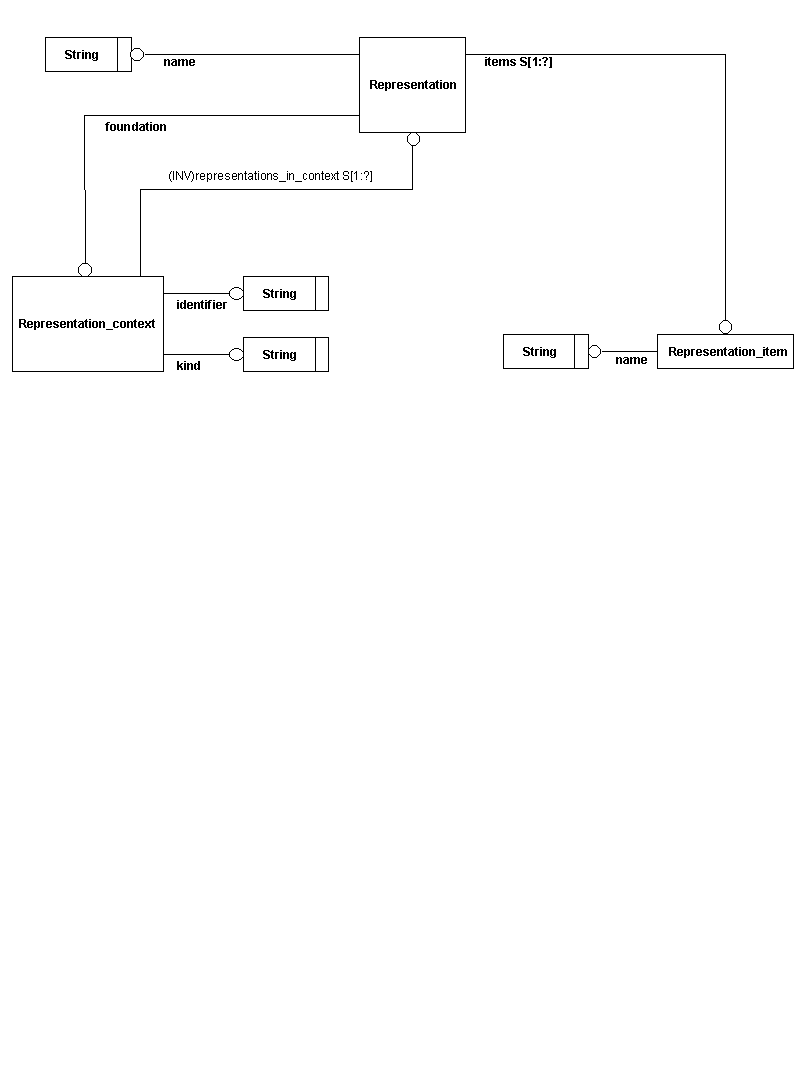 String
name
Representation
items S[1:?]
foundation
(INV)representations_in_context S[1:?]
Representation_context
identifier
String
kind
String
String
name
Representation_item